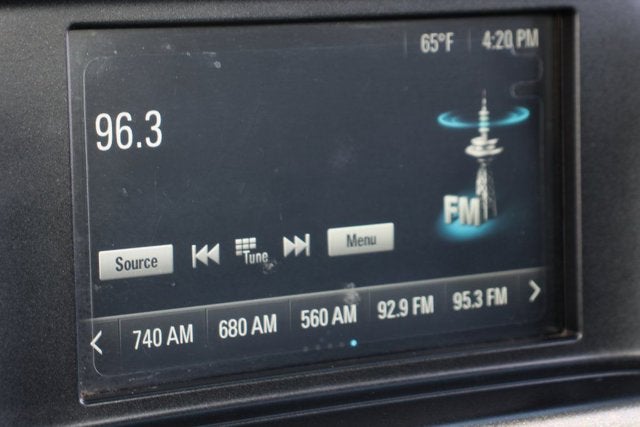 65°F 4:20 PM
96.3
FM
Source Tune Menu
740 AM 680 AM 560 AM 92.9 FM 95.3 FM